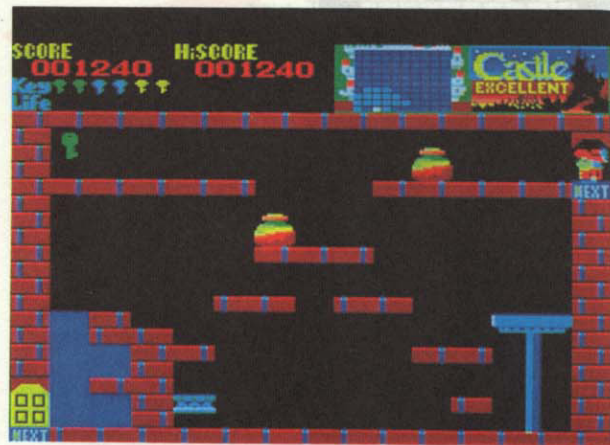 SCORE
HiSCORE
001240
001240
Castle
EXCELLENT
Key
Life
NEXT
NEXT